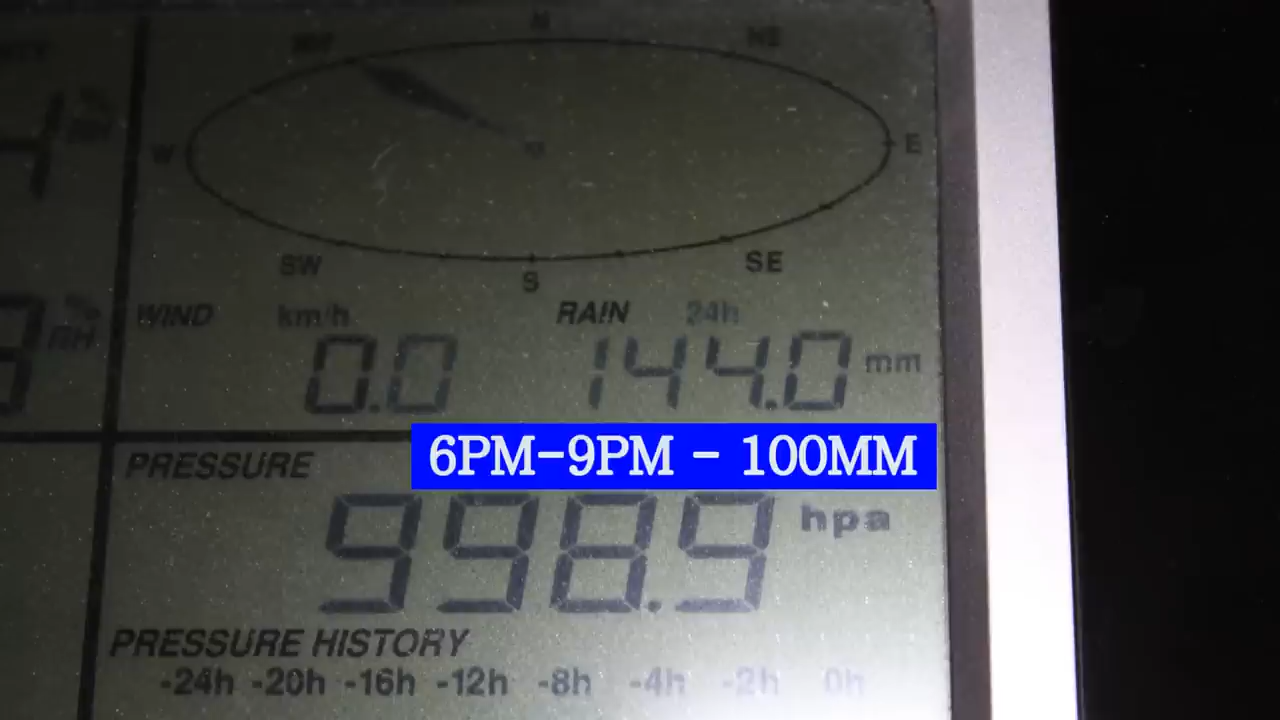 N
NE
W
E
SW
SE
S
WIND km/h RAIN 24h
0.0 144.0 mm
RH
6PM-9PM - 100MM
PRESSURE
998.9 hpa
PRESSURE HISTORY
-24h -20h -16h -12h -8h -4h -2h 0h